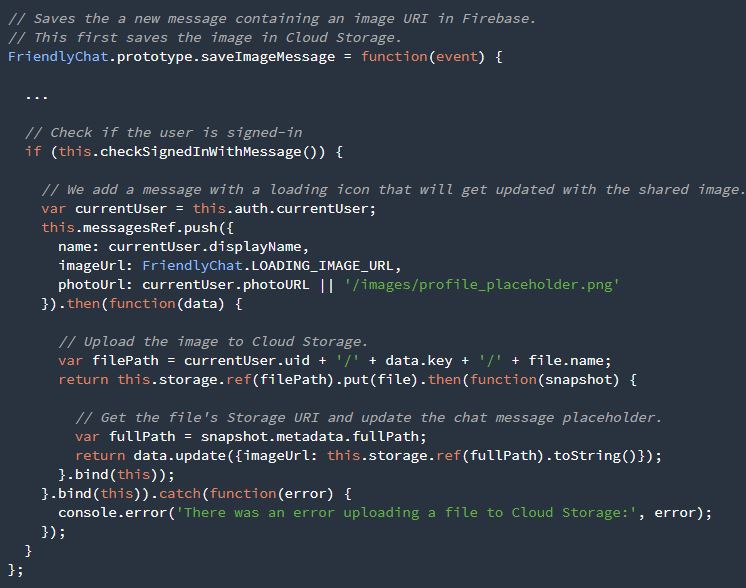 // Saves the a new message containing an image URI in Firebase.
// This first saves the image in Cloud Storage.
FriendlyChat.prototype.saveImageMessage = function(event) {
...
// Check if the user is signed-in
if (this.checkSignedInWithMessage()) {
// We add a message with a loading icon that will get updated with the shared image.
var currentUser = this.auth.currentUser;
this.messagesRef.push({
name: currentUser.displayName,
imageUrl: FriendlyChat.LOADING_IMAGE_URL,
photoUrl: currentUser.photoURL || '/images/profile_placeholder.png'
}).then(function(data) {
// Upload the image to Cloud Storage.
var filePath = currentUser.uid + '/' + data.key + '/' + file.name;
return this.storage.ref(filePath).put(file).then(function(snapshot) {
// Get the file's Storage URI and update the chat message placeholder.
var fullPath = snapshot.metadata.fullPath;
return data.update({imageUrl: this.storage.ref(fullPath).toString()});
}.bind(this));
}.bind(this)).catch(function(error) {
console.error('There was an error uploading a file to Cloud Storage:', error);
});
}
};